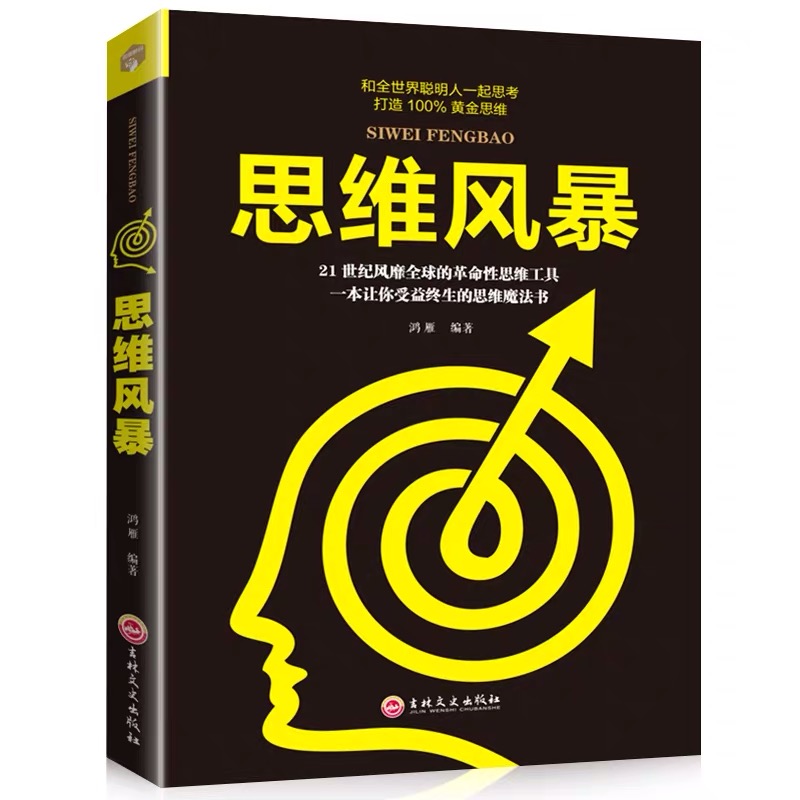 和全世界聪明人一起思考
打造 100% 黄金思维
SIWEI FENGBAO
思维风暴
21 世纪风靡全球的革命性思维工具
一本让你受益终生的思维魔法书
鸿雁 编著
吉林文史出版社
JILIN WENSHI CHUBANSHE
SIWEI FENGBAO
思维风暴
鸿雁 编著
吉林文史出版社